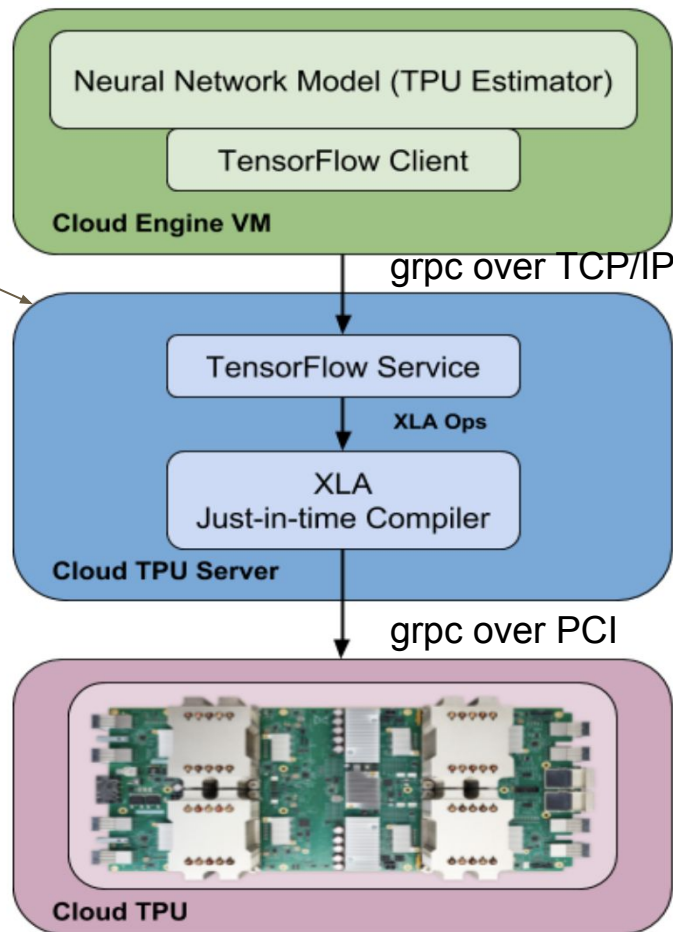 Neural Network Model (TPU Estimator)
TensorFlow Client
Cloud Engine VM
grpc over TCP/IP
TensorFlow Service
XLA Ops
XLA
Just-in-time Compiler
Cloud TPU Server
grpc over PCI
Cloud TPU